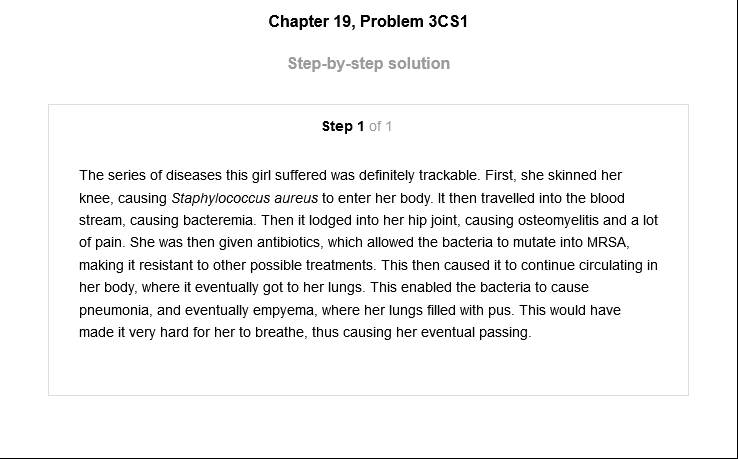 Chapter 19, Problem 3CS1
Step-by-step solution
Step 1 of 1
The series of diseases this girl suffered was definitely trackable. First, she skinned her
knee, causing Staphylococcus aureus to enter her body. It then travelled into the blood
stream, causing bacteremia. Then it lodged into her hip joint, causing osteomyelitis and a lot
of pain. She was then given antibiotics, which allowed the bacteria to mutate into MRSA,
making it resistant to other possible treatments. This then caused it to continue circulating in
her body, where it eventually got to her lungs. This enabled the bacteria to cause
pneumonia, and eventually empyema, where her lungs filled with pus. This would have
made it very hard for her to breathe, thus causing her eventual passing.